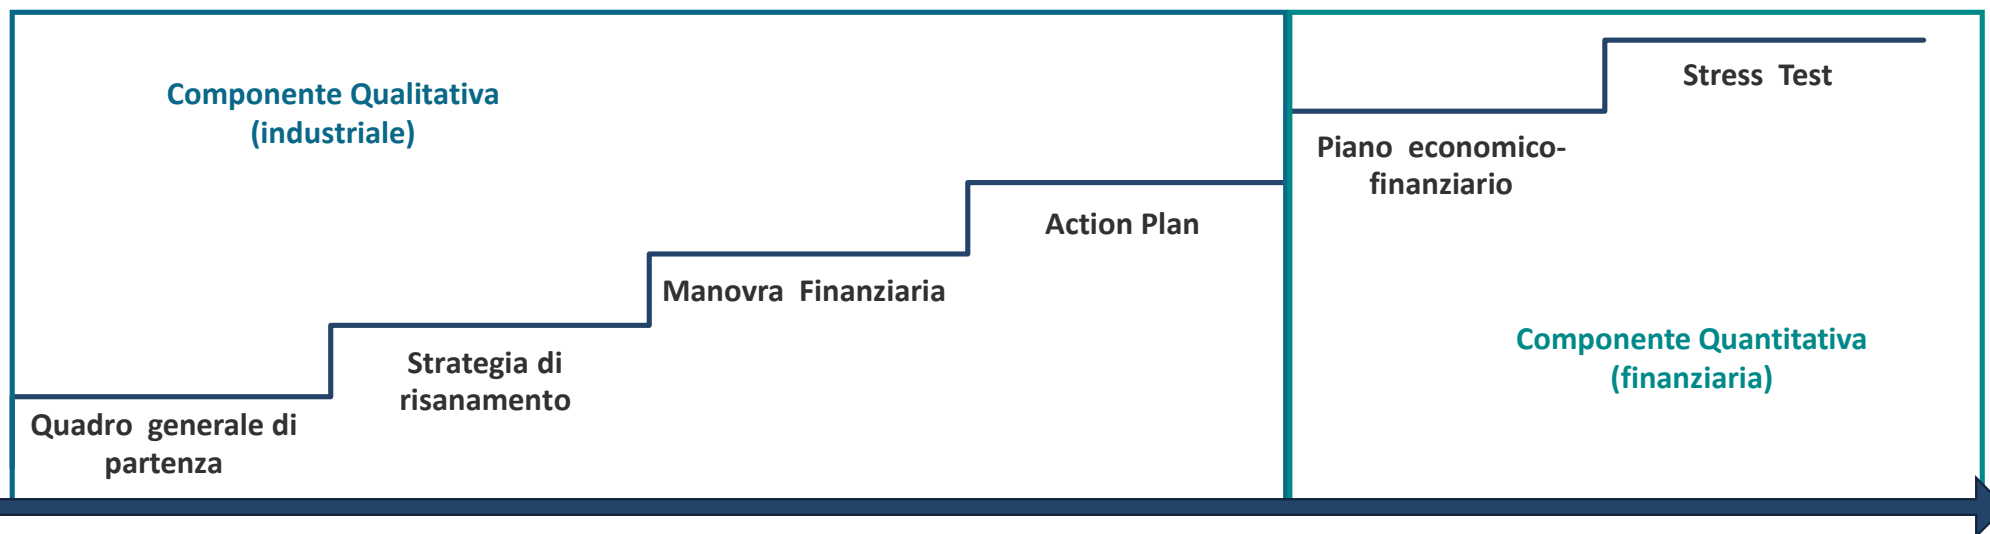 Componente Qualitativa
(industriale)
Quadro generale di
partenza
Strategia di
risanamento
Manovra Finanziaria
Action Plan
Piano economico-
finanziario
Stress Test
Componente Quantitativa
(finanziaria)